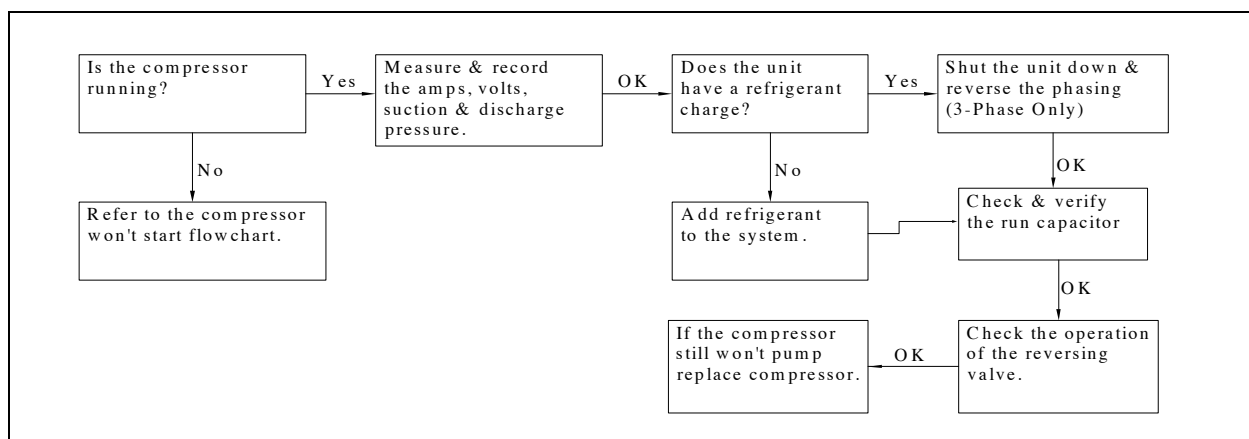 Is the compressor
running?
Yes
Measure & record
the amps, volts,
suction & discharge
pressure.
OK
Does the unit
have a refrigerant
charge?
Yes
Shut the unit down &
reverse the phasing
(3-Phase Only)
No
No
OK
Refer to the compressor
won't start flowchart.
Add refrigerant
to the system.
Check & verify
the run capacitor
OK
If the compressor
still won't pump
replace compressor.
OK
Check the operation
of the reversing
valve.